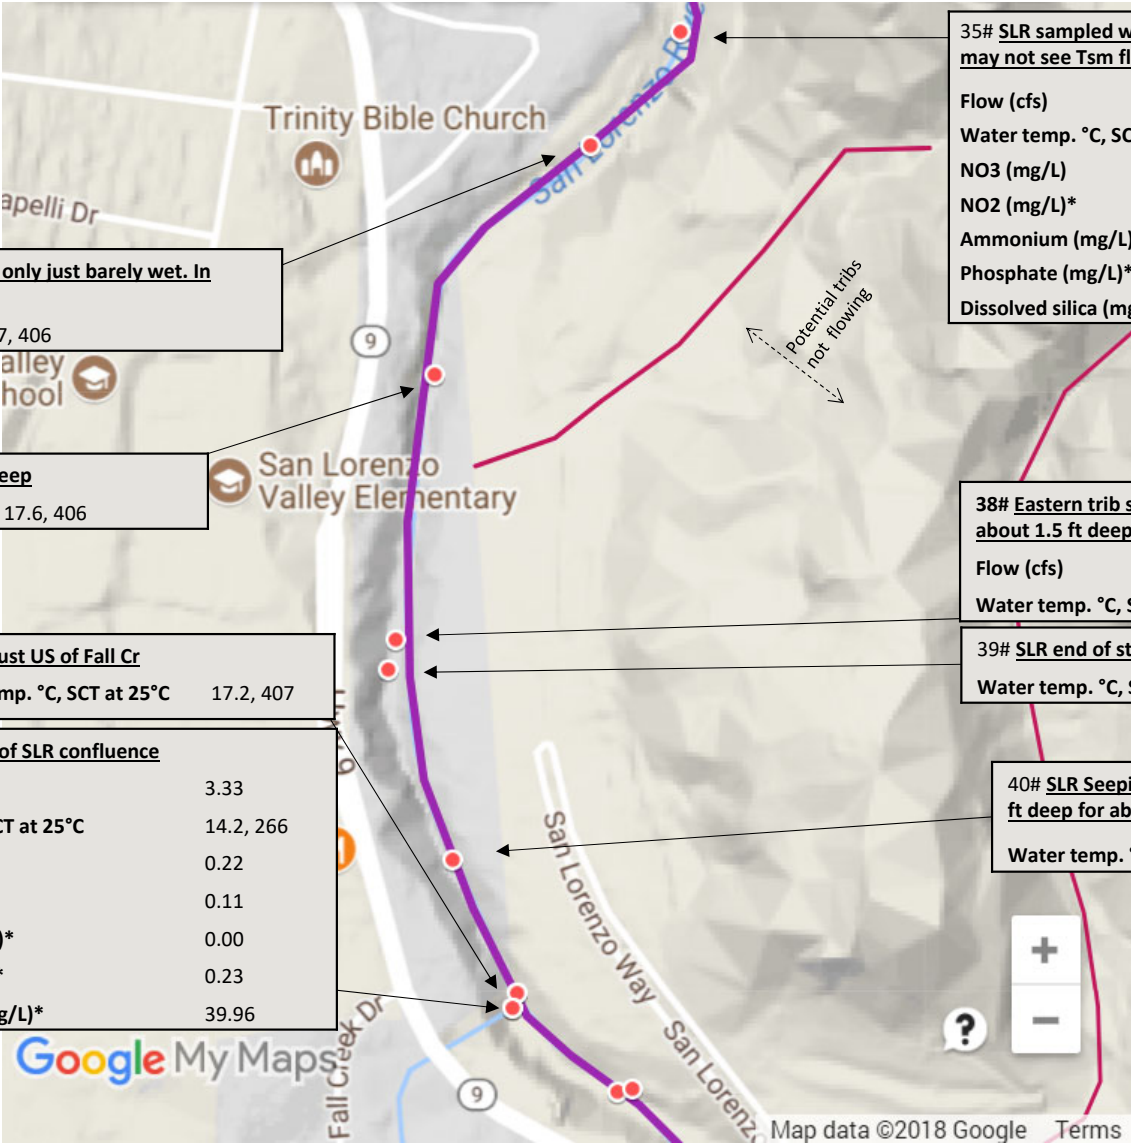 35# SLR sampled w
may not see Tsm fl
Flow (cfs)
Water temp. °C, SC
NO3 (mg/L)
NO2 (mg/L)*
Ammonium (mg/L)
Phosphate (mg/L)*
Dissolved silica (mg
San Lorenzo Rive
Trinity Bible Church
apelli Dr
only just barely wet. In
7, 406
Potential tribs
not flowing
9
alley
hool
eep
17.6, 406
San Lorenzo
Valley Elementary
38# Eastern trib s
about 1.5 ft deep
Flow (cfs)
Water temp. °C, S
39# SLR end of st
Water temp. °C, S
ust US of Fall Cr
mp. °C, SCT at 25°C 17.2, 407
of SLR confluence
3.33
CT at 25°C 14.2, 266
0.22
0.11
)* 0.00
* 0.23
g/L)* 39.96
40# SLR Seepi
ft deep for ab
Water temp. °
San Lorenzo Way
San Lorenzo
Fall Creek Dr
9
+
−
?
Google My Maps
Map data ©2018 Google Terms